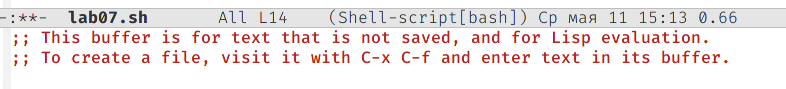 -:**-  lab07.sh       All L14    (Shell-script[bash]) Ср мая 11 15:13 0.66
;; This buffer is for text that is not saved, and for Lisp evaluation.
;; To create a file, visit it with C-x C-f and enter text in its buffer.